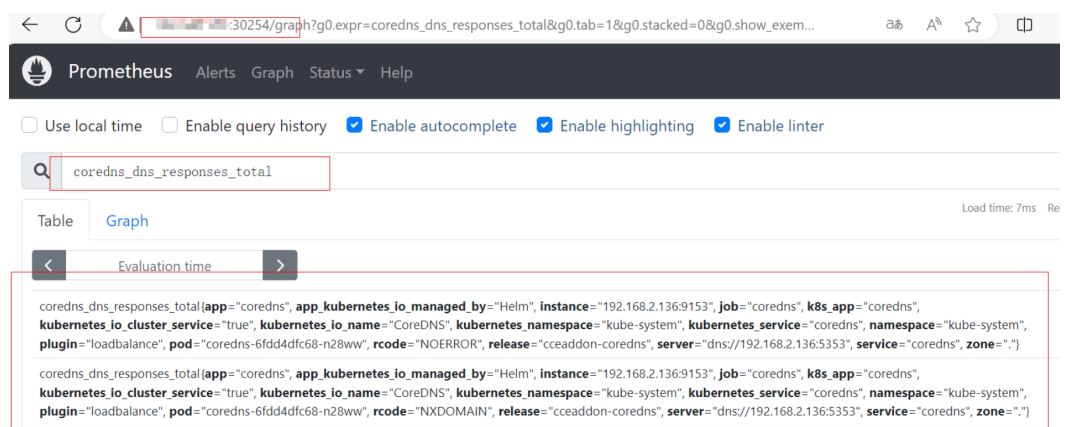 :30254/graph?g0.expr=coredns_dns_responses_total&g0.tab=1&g0.stacked=0&g0.show_exem...
Prometheus Alerts Graph Status Help
Use local time Enable query history Enable autocomplete Enable highlighting Enable linter
coredns_dns_responses_total
Load time: 7ms Re
Table Graph
Evaluation time
coredns_dns_responses_total{app="coredns", app_kubernetes_io_managed_by="Helm", instance="192.168.2.136:9153", job="coredns", k8s_app="coredns",
kubernetes_io_cluster_service="true", kubernetes_io_name="CoreDNS", kubernetes_namespace="kube-system", kubernetes_service="coredns", namespace="kube-system",
plugin="loadbalance", pod="coredns-6fdd4dfc68-n28ww", rcode="NOERROR", release="cceaddon-coredns", server="dns://192.168.2.136:5353", service="coredns", zone="."}
coredns_dns_responses_total{app="coredns", app_kubernetes_io_managed_by="Helm", instance="192.168.2.136:9153", job="coredns", k8s_app="coredns",
kubernetes_io_cluster_service="true", kubernetes_io_name="CoreDNS", kubernetes_namespace="kube-system", kubernetes_service="coredns", namespace="kube-system",
plugin="loadbalance", pod="coredns-6fdd4dfc68-n28ww", rcode="NXDOMAIN", release="cceaddon-coredns", server="dns://192.168.2.136:5353", service="coredns", zone="."}